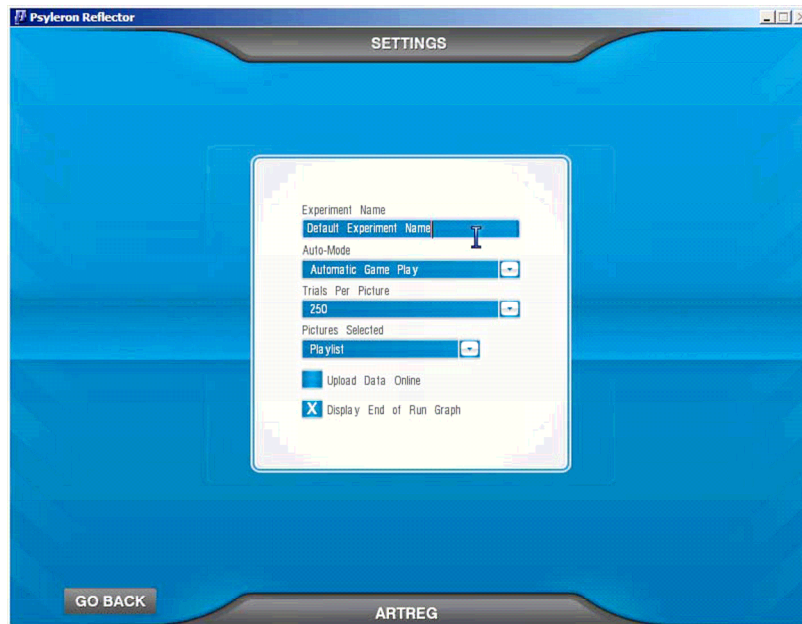 Psyleron Reflector
SETTINGS
Experiment Name
Default Experiment Name
Auto-Mode
Automatic Game Play
Trials Per Picture
250
Pictures Selected
Playlist
Upload Data Online
X Display End of Run Graph
GO BACK
ARTREG